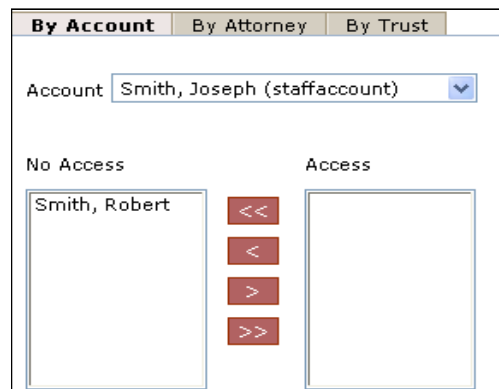 By Account By Attorney By Trust
Account Smith, Joseph (staffaccount)
No Access Access
Smith, Robert
<<
<
>
>>